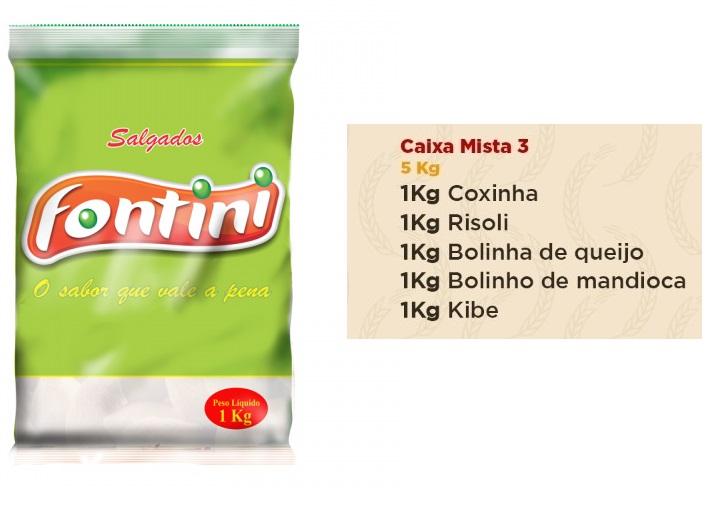 Salgados
fontini
O sabor que vale a pena
Peso Líquido
1 Kg
Caixa Mista 3
5 Kg
1Kg Coxinha
1Kg Risoli
1Kg Bolinha de queijo
1Kg Bolinho de mandioca
1Kg Kibe